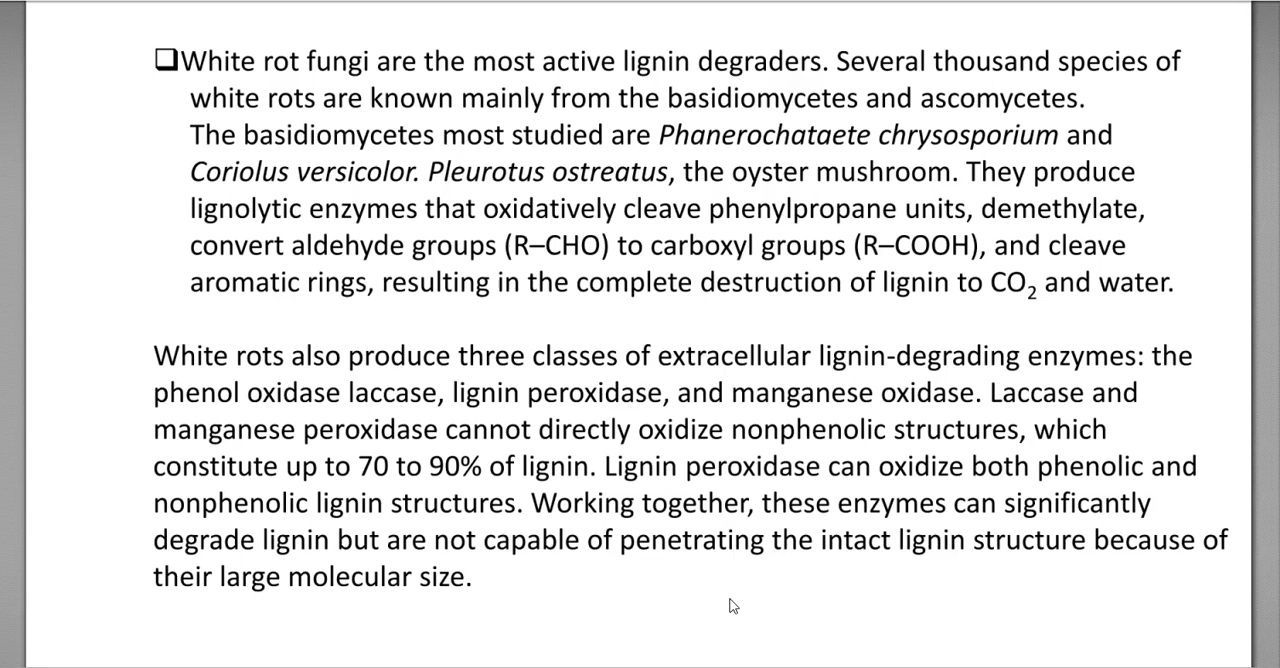 ❑White rot fungi are the most active lignin degraders. Several thousand species of
white rots are known mainly from the basidiomycetes and ascomycetes.
The basidiomycetes most studied are Phanerochataete chrysosporium and
Coriolus versicolor. Pleurotus ostreatus, the oyster mushroom. They produce
lignolytic enzymes that oxidatively cleave phenylpropane units, demethylate,
convert aldehyde groups (R–CHO) to carboxyl groups (R–COOH), and cleave
aromatic rings, resulting in the complete destruction of lignin to CO₂ and water.
White rots also produce three classes of extracellular lignin-degrading enzymes: the
phenol oxidase laccase, lignin peroxidase, and manganese oxidase. Laccase and
manganese peroxidase cannot directly oxidize nonphenolic structures, which
constitute up to 70 to 90% of lignin. Lignin peroxidase can oxidize both phenolic and
nonphenolic lignin structures. Working together, these enzymes can significantly
degrade lignin but are not capable of penetrating the intact lignin structure because of
their large molecular size.